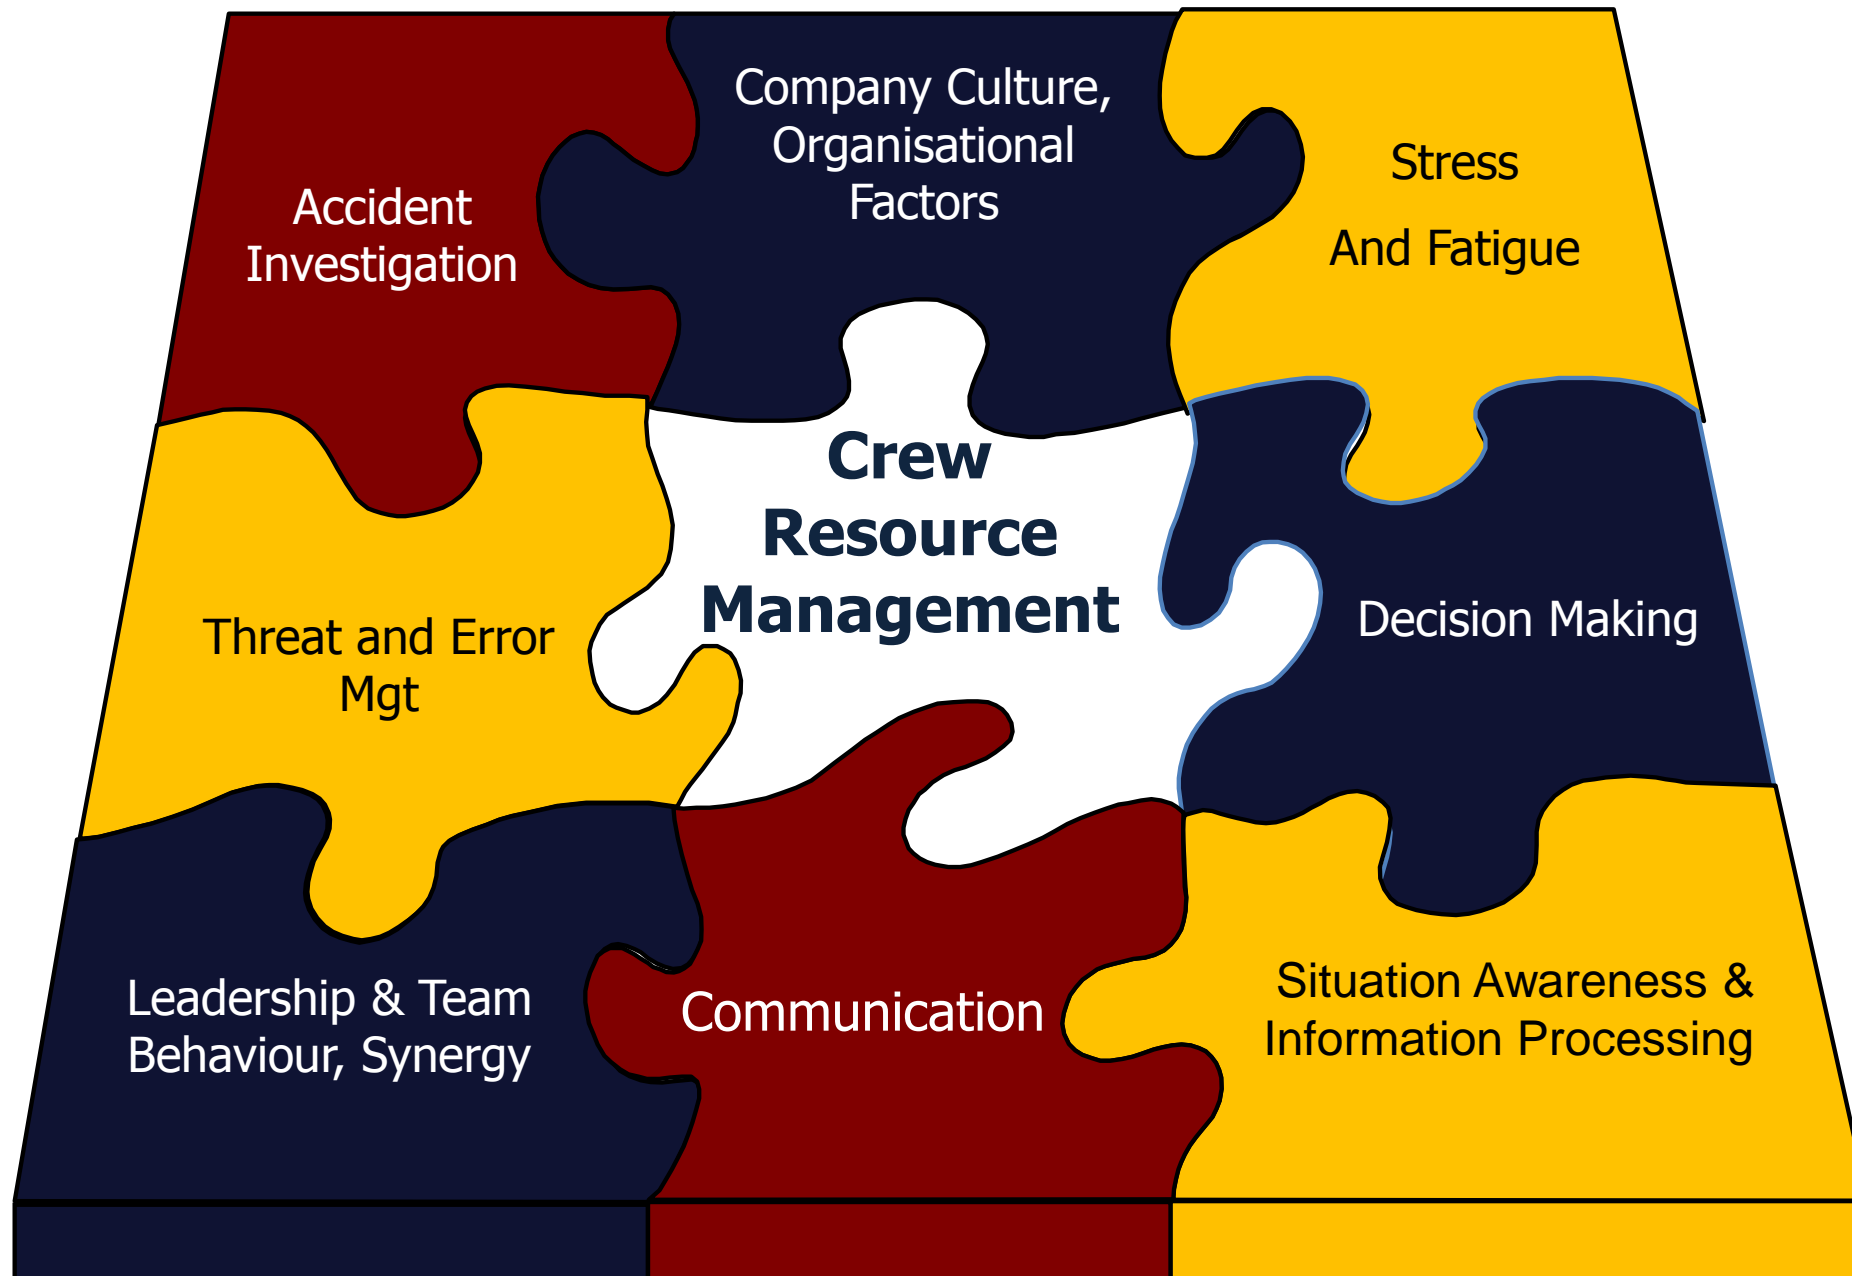 Accident
Investigation
Company Culture,
Organisational
Factors
Stress
And Fatigue
Threat and Error
Mgt
Crew
Resource
Management
Decision Making
Leadership & Team
Behaviour, Synergy
Communication
Situation Awareness &
Information Processing